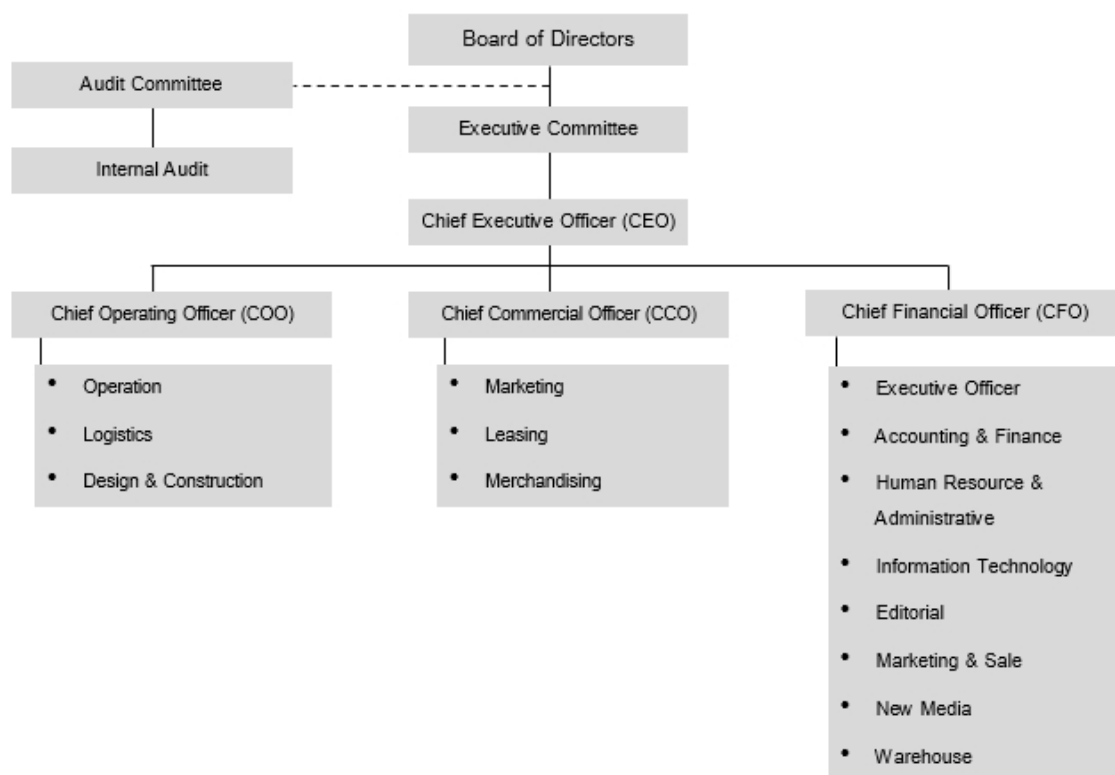 Board of Directors
Audit Committee
Executive Committee
Internal Audit
Chief Executive Officer (CEO)
Chief Operating Officer (COO)
• Operation
• Logistics
• Design & Construction
Chief Commercial Officer (CCO)
• Marketing
• Leasing
• Merchandising
Chief Financial Officer (CFO)
• Executive Officer
• Accounting & Finance
• Human Resource &
Administrative
• Information Technology
• Editorial
• Marketing & Sale
• New Media
• Warehouse